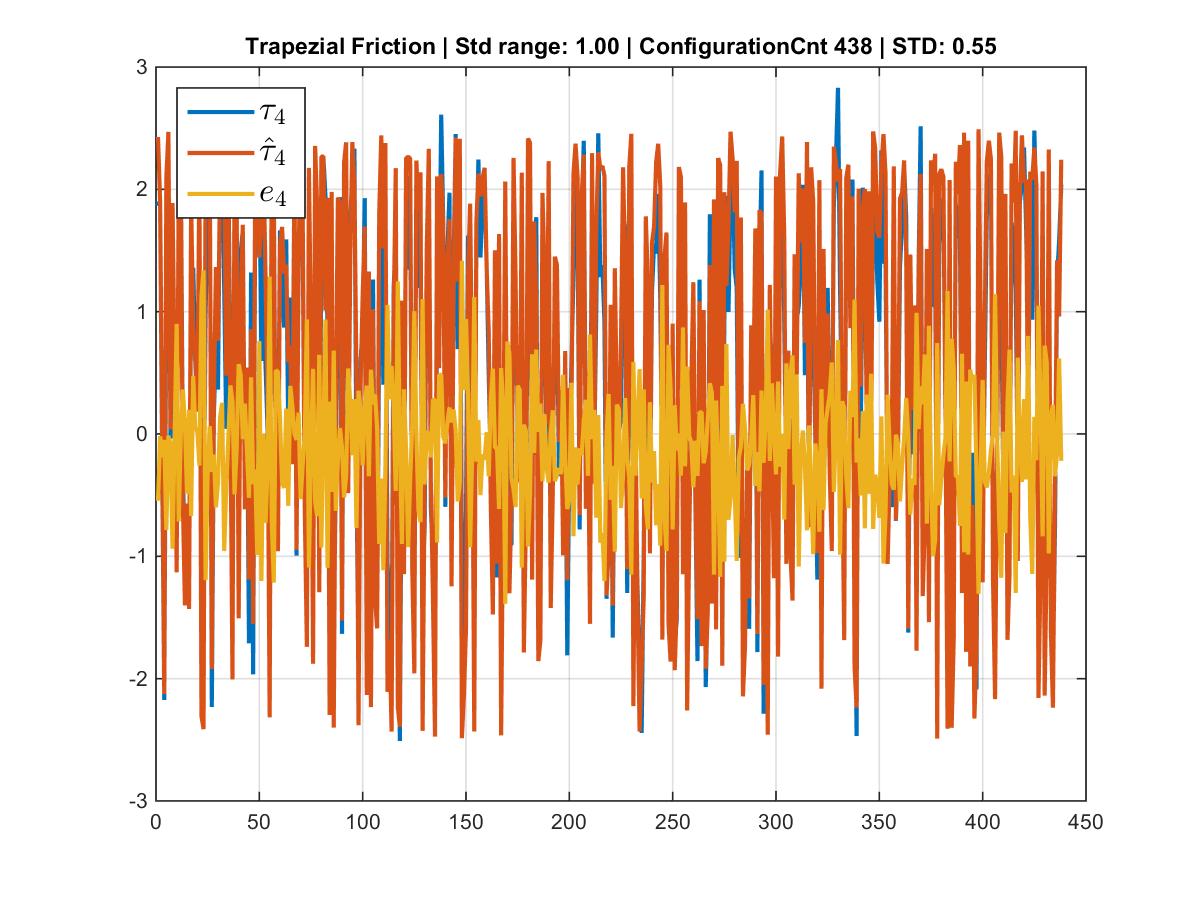 Trapezial Friction | Std range: 1.00 | ConfigurationCnt 438 | STD: 0.55
3
τ₄
τ̂₄
e₄
2
1
0
-1
-2
-3
0 50 100 150 200 250 300 350 400 450